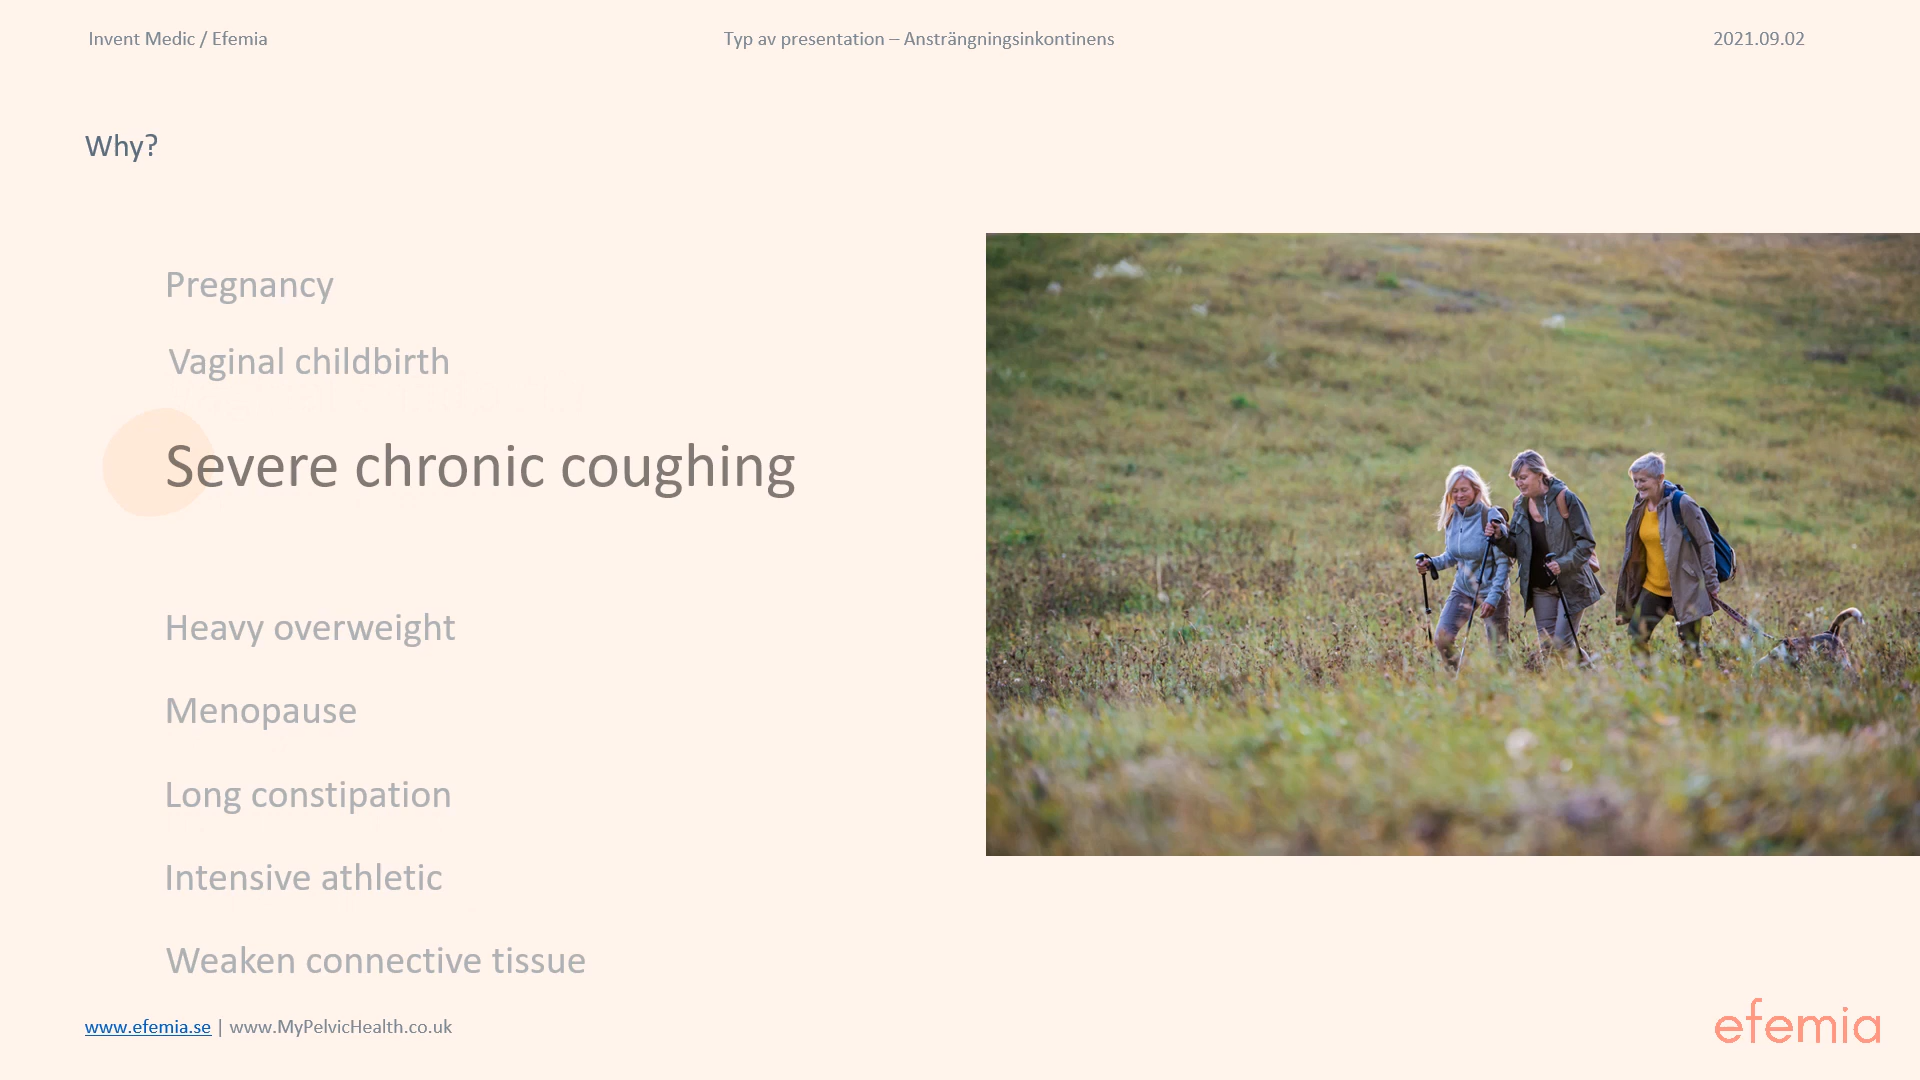 Invent Medic / Efemia
Typ av presentation – Ansträngningsinkontinens
2021.09.02
Why?
Pregnancy
Vaginal childbirth
Severe chronic coughing
Heavy overweight
Menopause
Long constipation
Intensive athletic
Weaken connective tissue
www.efemia.se | www.MyPelvicHealth.co.uk
efemia